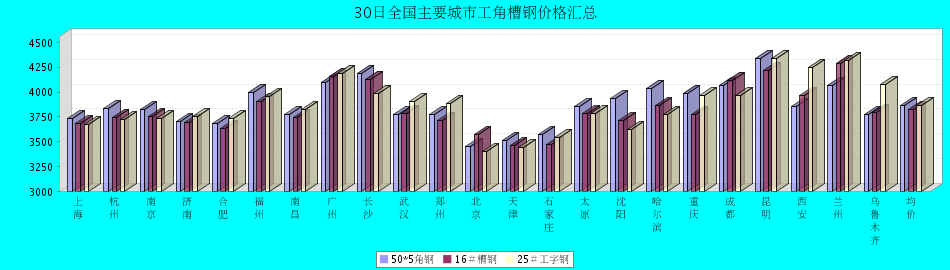 30日全国主要城市工角槽钢价格汇总
4500
4250
4000
3750
3500
3250
3000
上海
杭州
南京
济南
合肥
福州
南昌
广州
长沙
武汉
郑州
北京
天津
石家庄
太原
沈阳
哈尔滨
重庆
成都
昆明
西安
兰州
乌鲁木齐
均价
50*5角钢
16#槽钢
25#工字钢